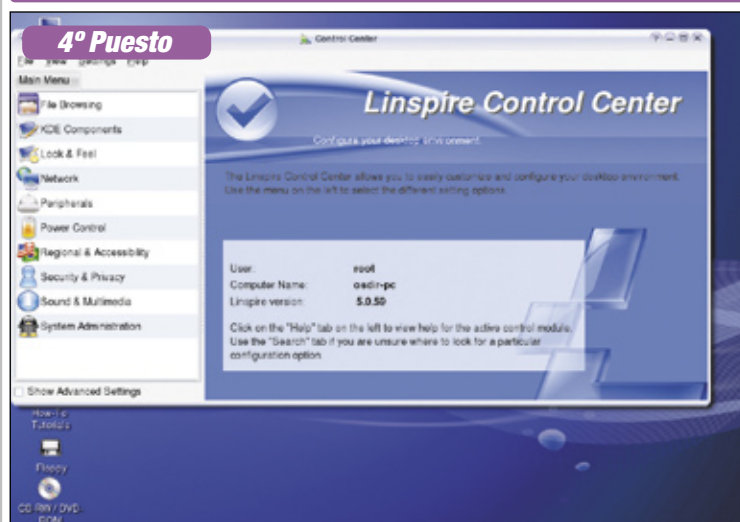 4º Puesto
Control Center
File View Settings Help
Main Menu
File Browsing
KDE Components
Look & Feel
Network
Peripherals
Power Control
Regional & Accessibility
Security & Privacy
Sound & Multimedia
System Administration
Show Advanced Settings
Linspire Control Center
Configure your desktop environment.
The Linspire Control Center allows you to easily customize and configure your desktop environment.
Use the menu on the left to select the different setting options.
User: root
Computer Name: osdir-pc
Linspire version: 5.0.59
Click on the "Help" tab on the left to view help for the active control module.
Use the "Search" tab if you are unsure where to look for a particular
configuration option.
How-To
Tutorials
Floppy
CD-RW / DVD-
ROM